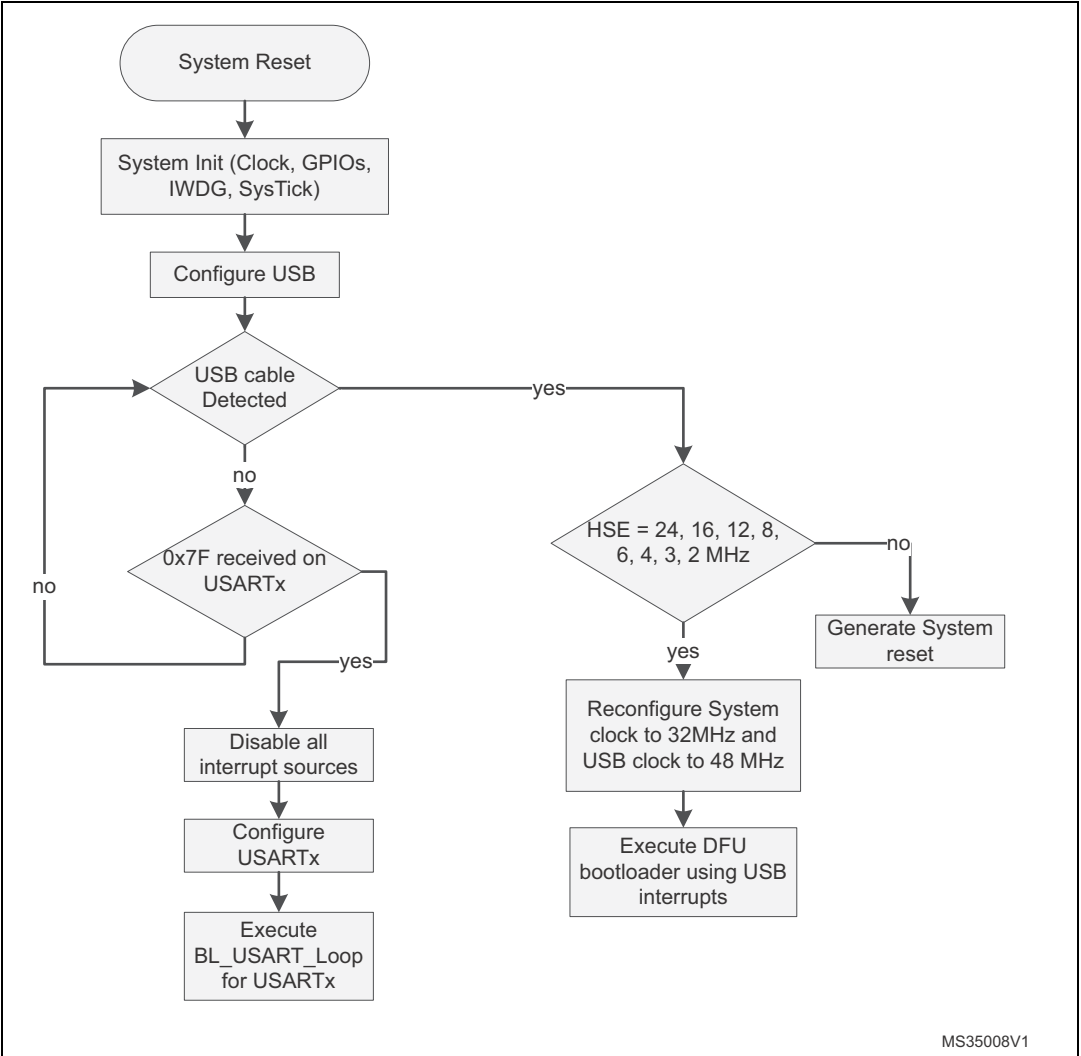 System Reset
System Init (Clock, GPIOs,
IWDG, SysTick)
Configure USB
USB cable
Detected
yes
no
HSE = 24, 16, 12, 8,
6, 4, 3, 2 MHz
no
0x7F received on
USARTx
no
Generate System
reset
yes
yes
Reconfigure System
clock to 32MHz and
USB clock to 48 MHz
Disable all
interrupt sources
Configure
USARTx
Execute DFU
bootloader using USB
interrupts
Execute
BL_USART_Loop
for USARTx
MS35008V1